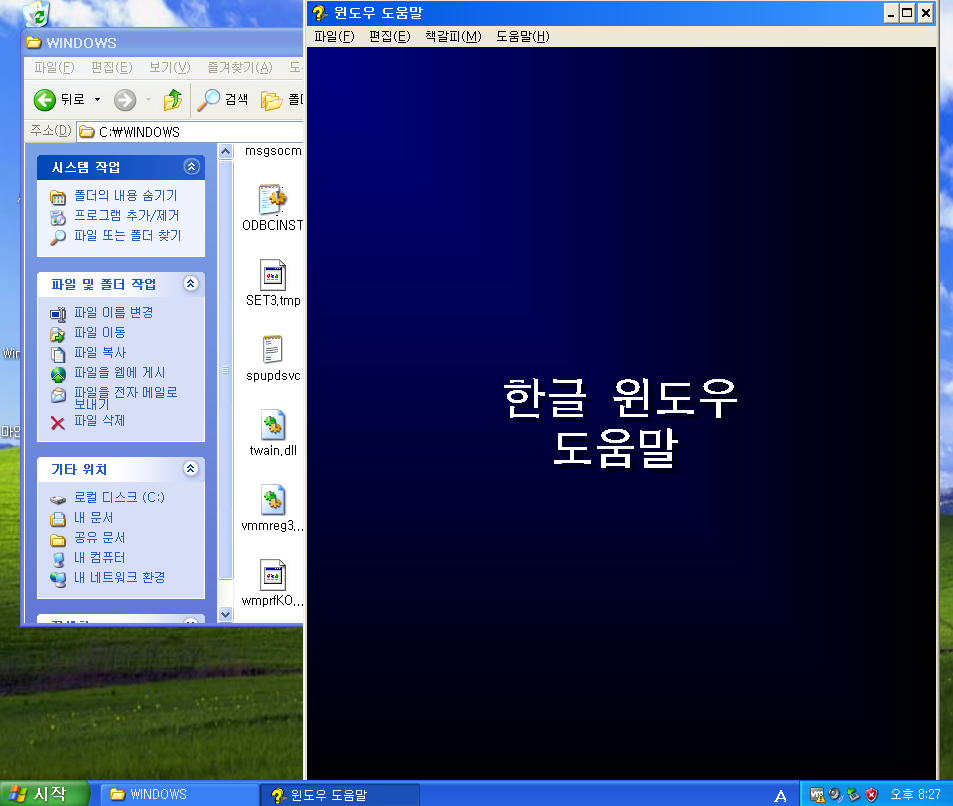 WINDOWS
파일(F) 편집(E) 보기(V) 즐겨찾기(A)
뒤로 검색
주소(D) C:₩WINDOWS
시스템 작업
폴더의 내용 숨기기
프로그램 추가/제거
파일 또는 폴더 찾기
파일 및 폴더 작업
파일 이름 변경
파일 이동
파일 복사
파일을 웹에 게시
파일을 전자 메일로
보내기
파일 삭제
기타 위치
로컬 디스크 (C:)
내 문서
공유 문서
내 컴퓨터
내 네트워크 환경
msgsocm
ODBCINST
SET3.tmp
spupdsvc
twain.dll
vmmreg3...
wmprfKO...
윈도우 도움말
파일(F) 편집(E) 책갈피(M) 도움말(H)
한글 윈도우
도움말
시작
WINDOWS
윈도우 도움말
A
오후 8:27